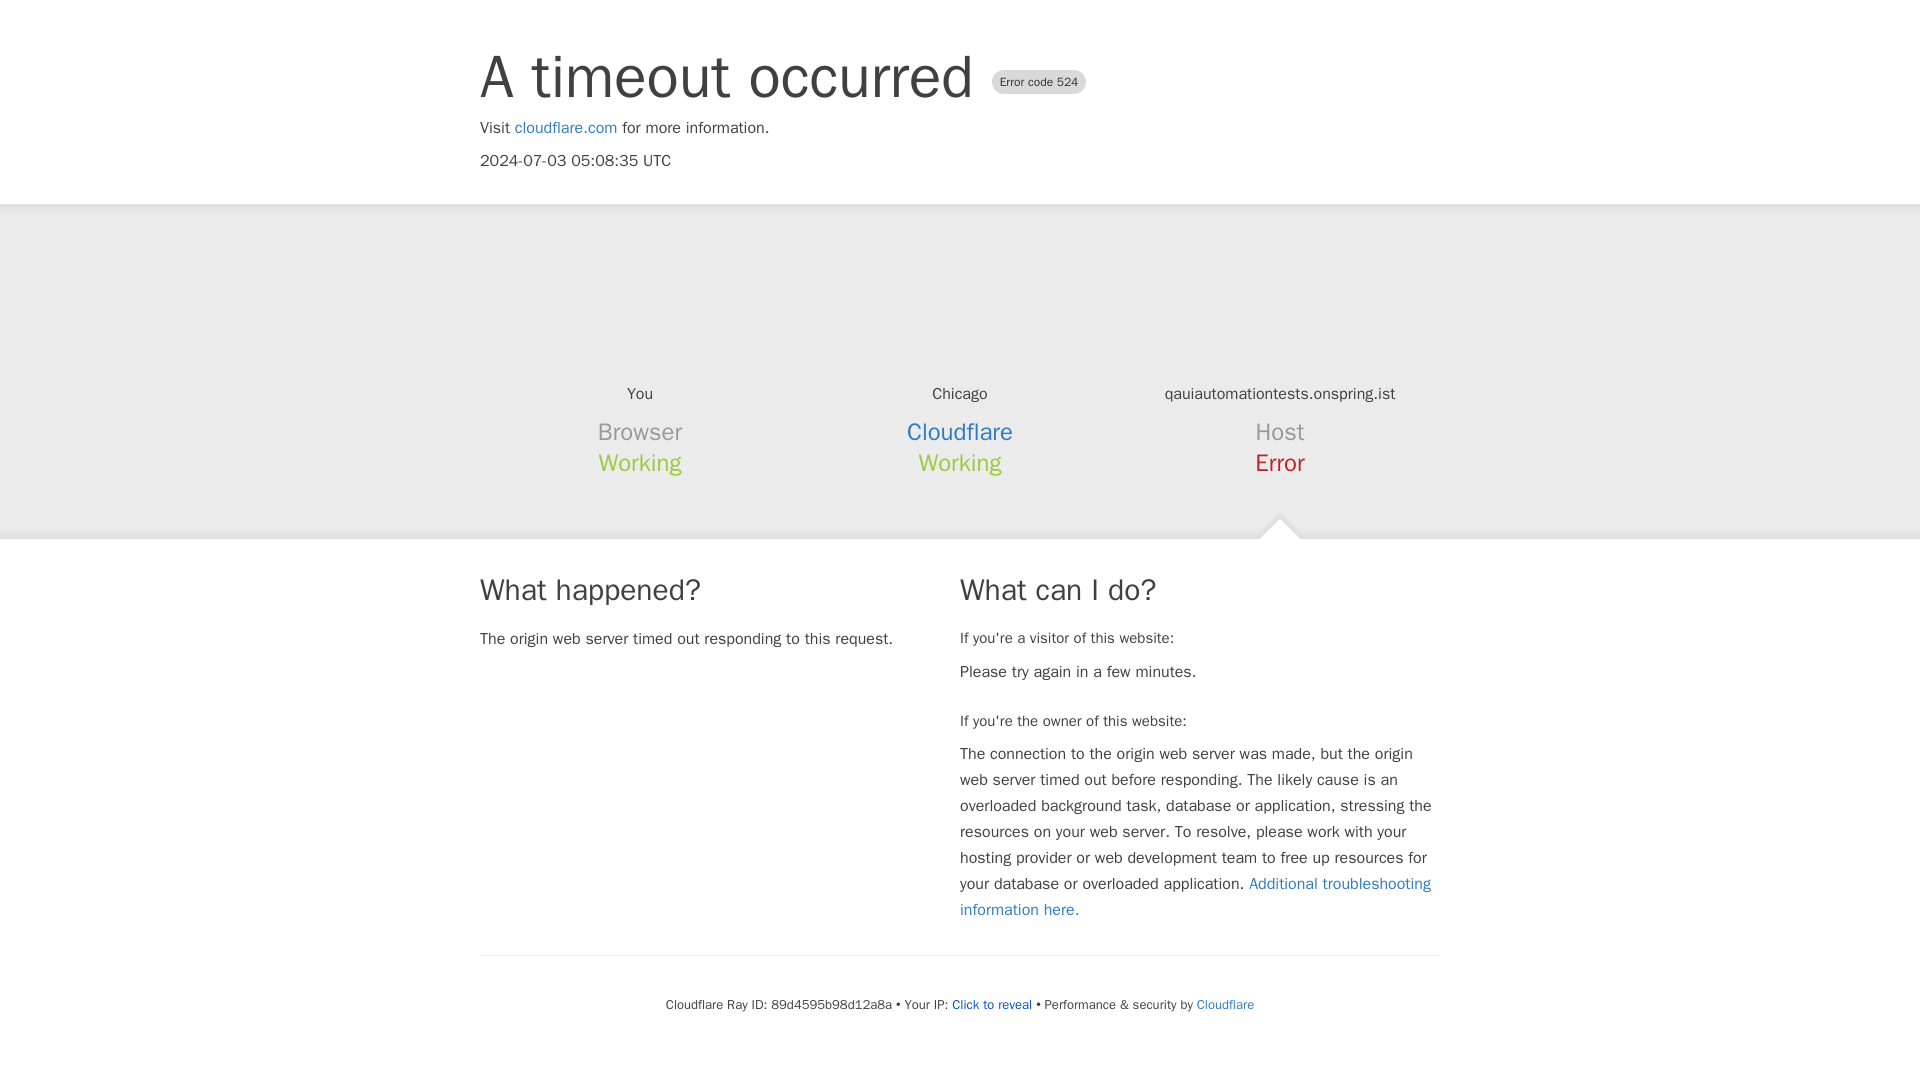 A timeout occurred Error code 524
Visit cloudflare.com for more information.
2024-07-03 05:08:35 UTC
You
Browser
Working
Chicago
Cloudflare
Working
qauiautomationtests.onspring.ist
Host
Error
What happened?
The origin web server timed out responding to this request.
What can I do?
If you're a visitor of this website:
Please try again in a few minutes.
If you're the owner of this website:
The connection to the origin web server was made, but the origin
web server timed out before responding. The likely cause is an
overloaded background task, database or application, stressing the
resources on your web server. To resolve, please work with your
hosting provider or web development team to free up resources for
your database or overloaded application. Additional troubleshooting
information here.
Cloudflare Ray ID: 89d4595b98d12a8a • Your IP: Click to reveal • Performance & security by Cloudflare